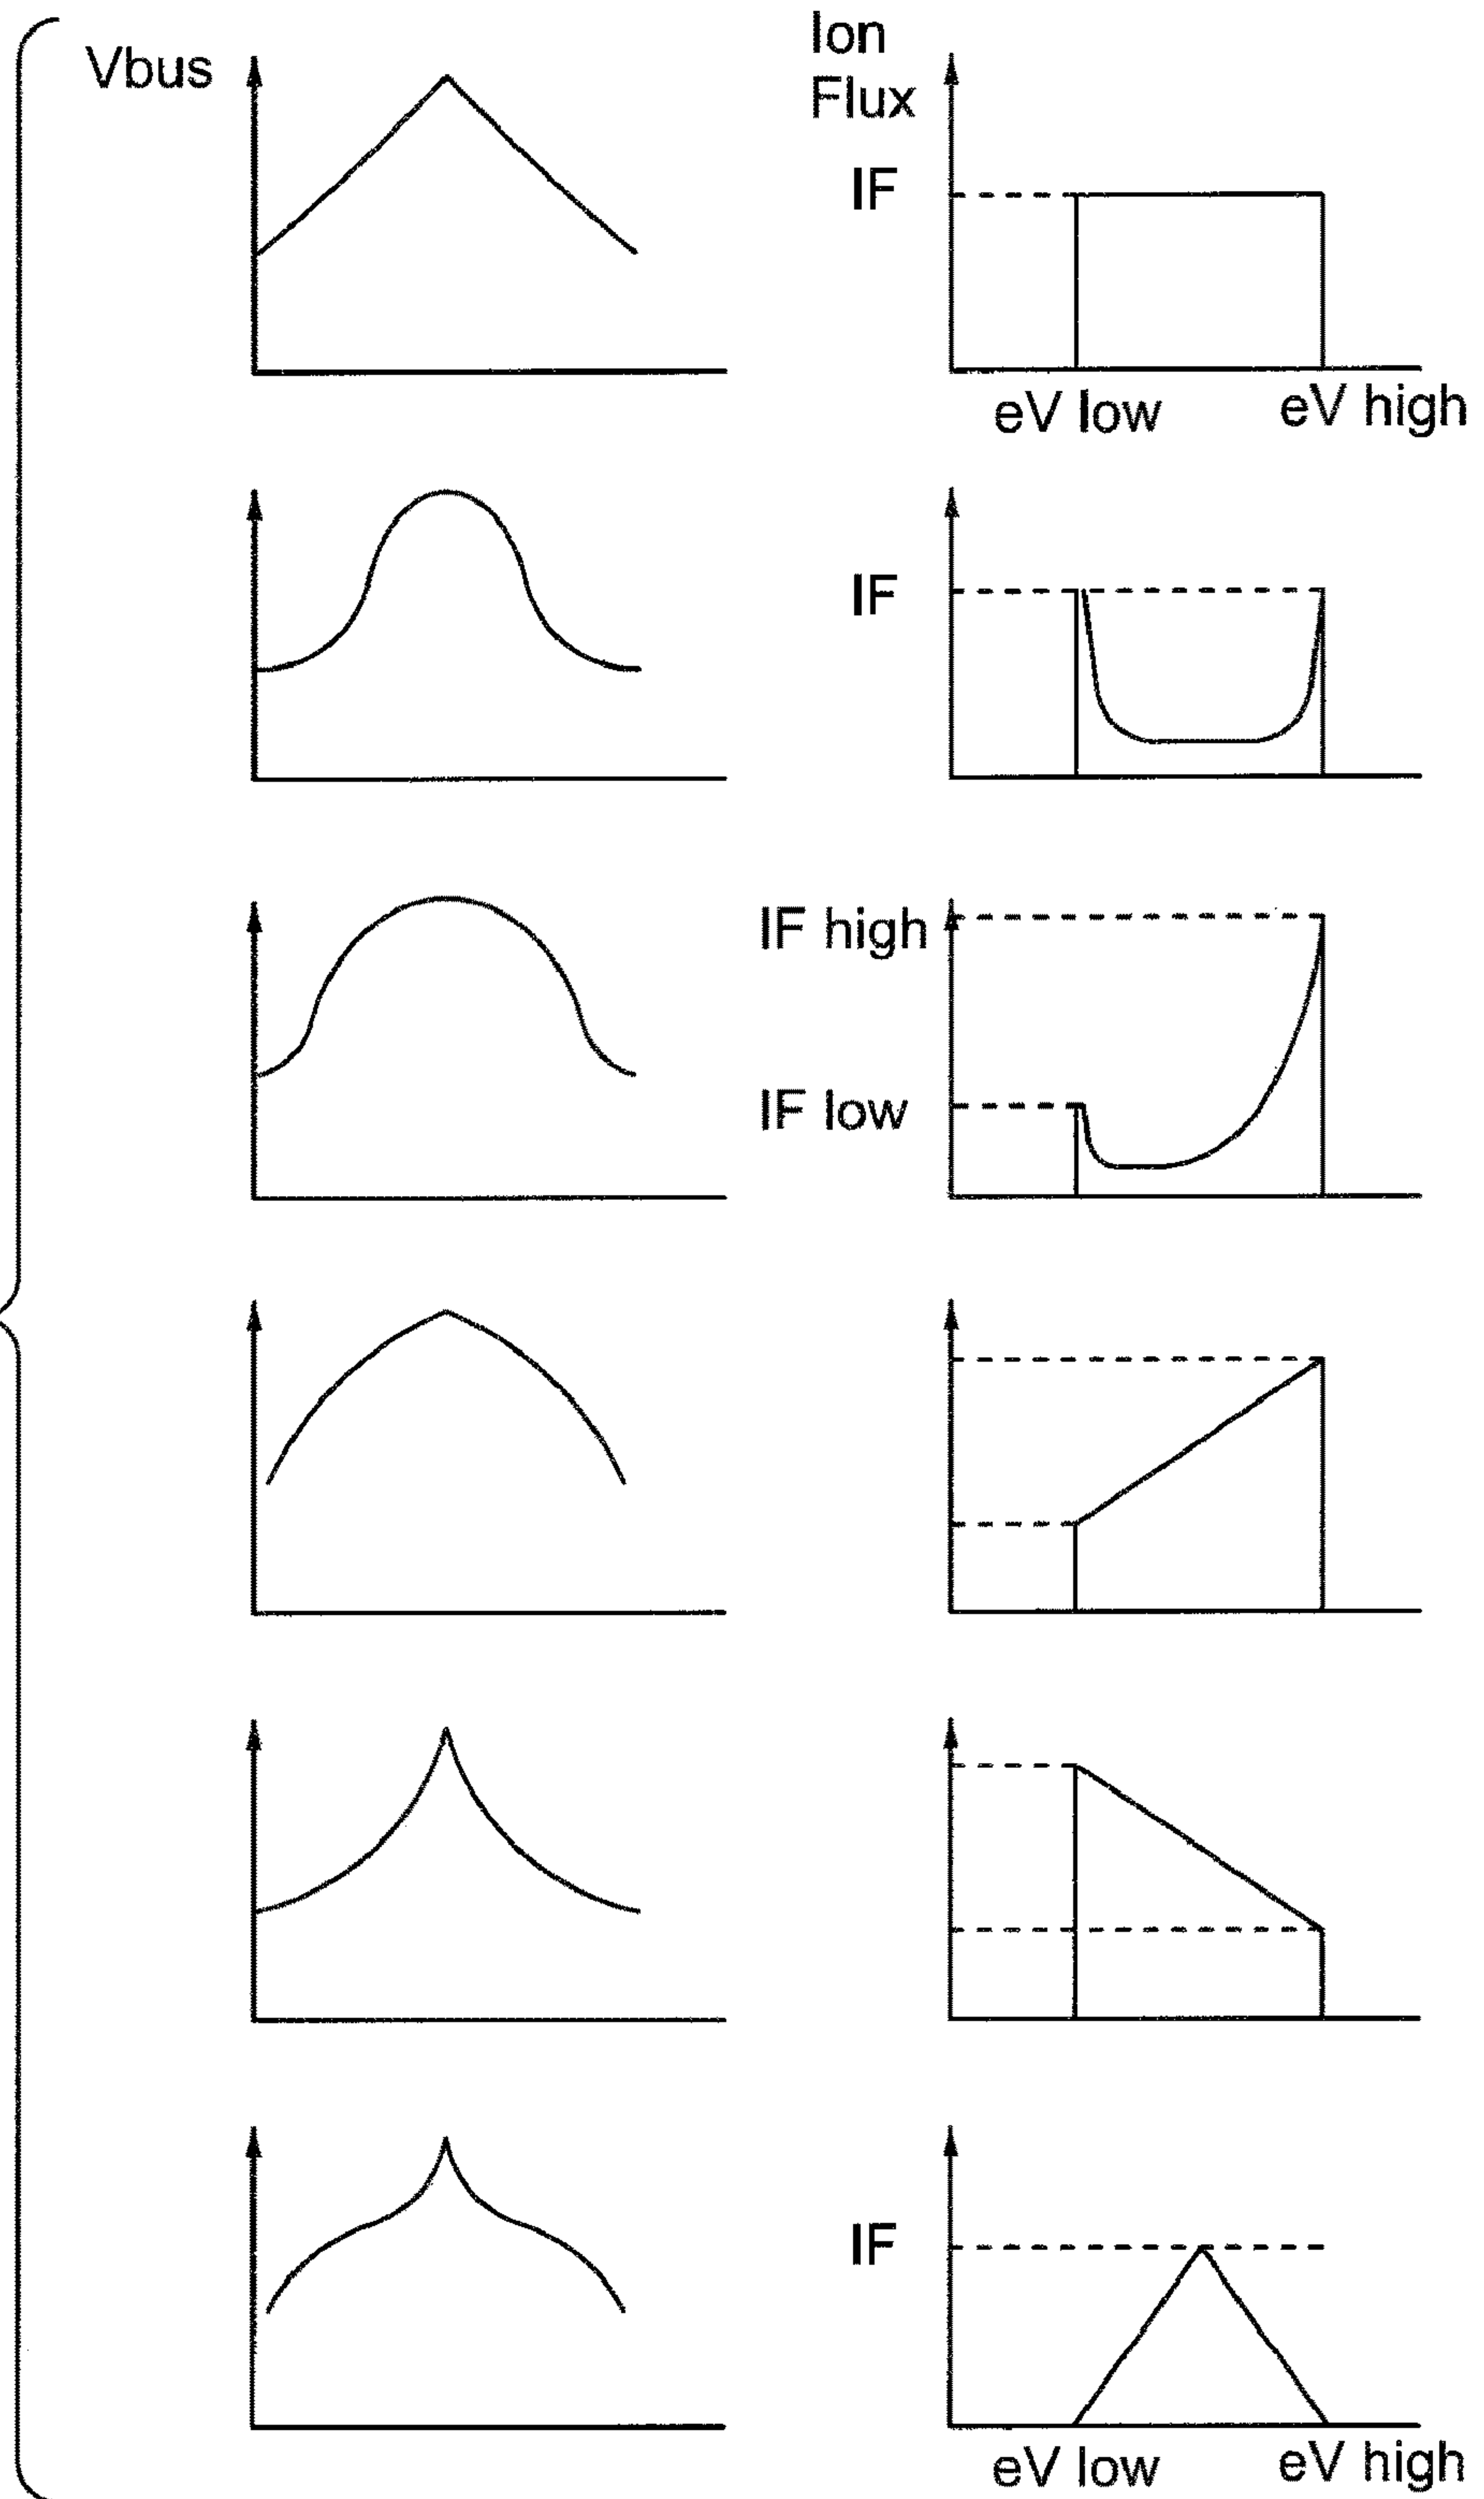 Vbus
Ion
Flux
IF
eV low
eV high
IF
IF high
IF low
IF
eV low
eV high